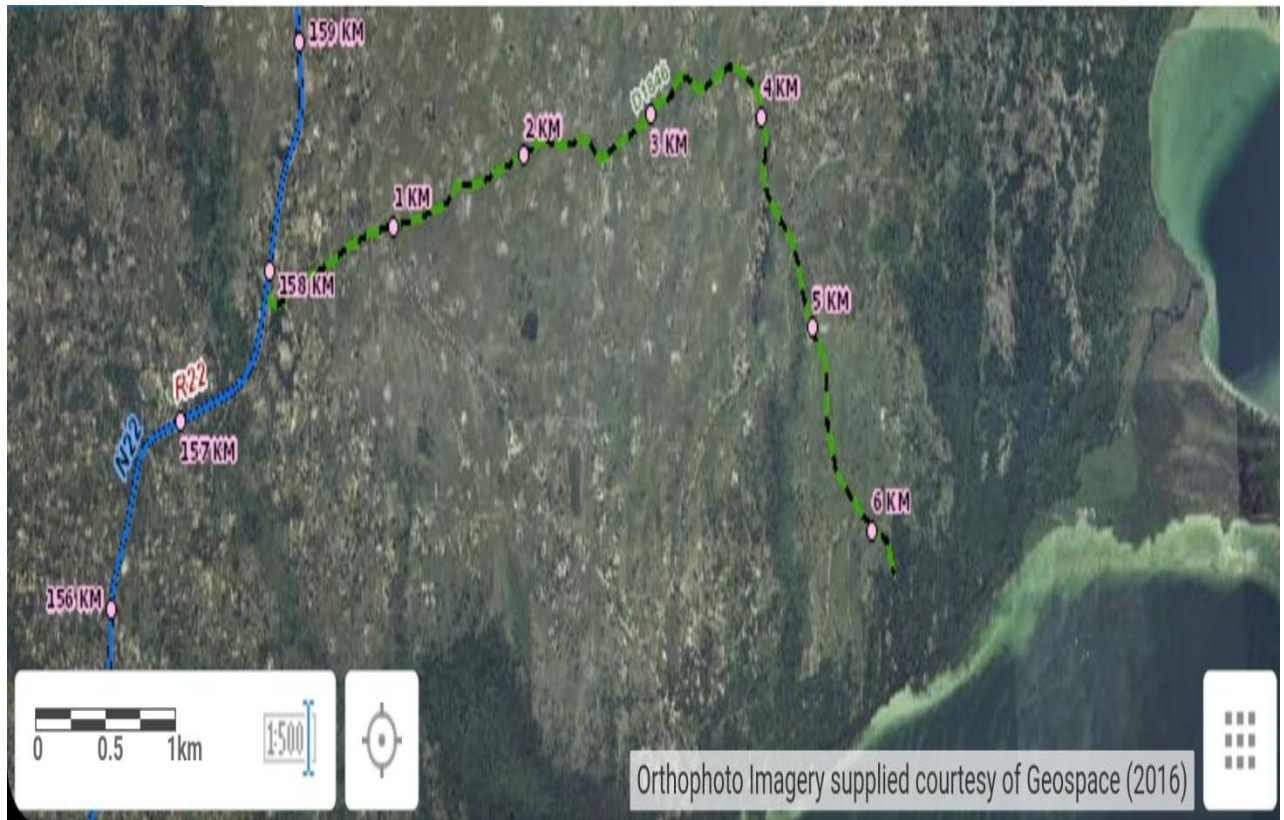 159 KM
D1848
4 KM
2 KM
3 KM
1 KM
158 KM
5 KM
R22
N22
157 KM
6 KM
156 KM
0 0.5 1km
1:500
Orthophoto Imagery supplied courtesy of Geospace (2016)